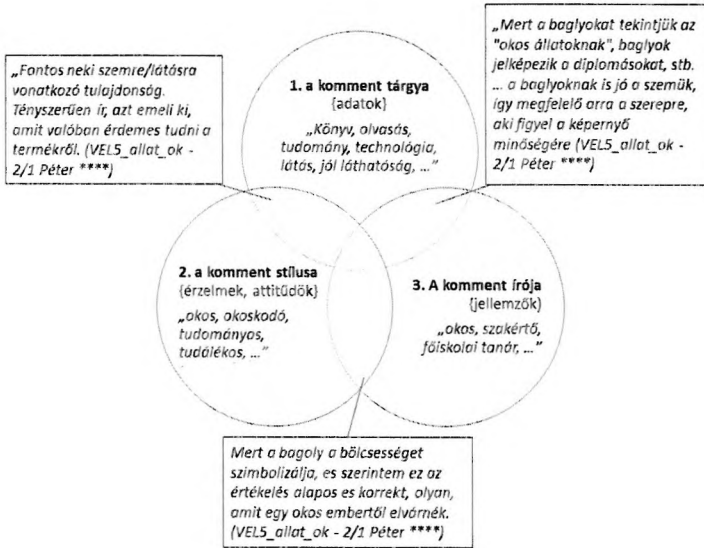 „Fontos neki szemre/látásra
vonatkozó tulajdonság.
Tényszerűen ír, azt emeli ki,
amit valóban érdemes tudni a
termékről. (VEL5_allat_ok -
2/1 Péter ****)
1. a komment tárgya
{adatok}
„Könyv, olvasás,
tudomány, technológia,
látás, jól láthatóság, ...”
„Mert a baglyokat tekintjük az
"okos állatoknak", baglyok
jelképezik a diplomásokat, stb.
... a baglyoknak is jó a szemük,
így megfelelő arra a szerepre,
aki figyel a képernyő
minőségére (VEL5_allat_ok -
2/1 Péter ****)
2. a komment stílusa
{érzelmek, attitűdök}
„okos, okoskodó,
tudományos,
tudálékos, ...”
3. A komment írója
{jellemzők}
„okos, szakértő,
főiskolai tanár, ...”
Mert a bagoly a bölcsességet
szimbolizálja, es szerintem ez az
értékelés alapos es korrekt, olyan,
amit egy okos embertől elvárnék.
(VEL5_allat_ok - 2/1 Péter ****)